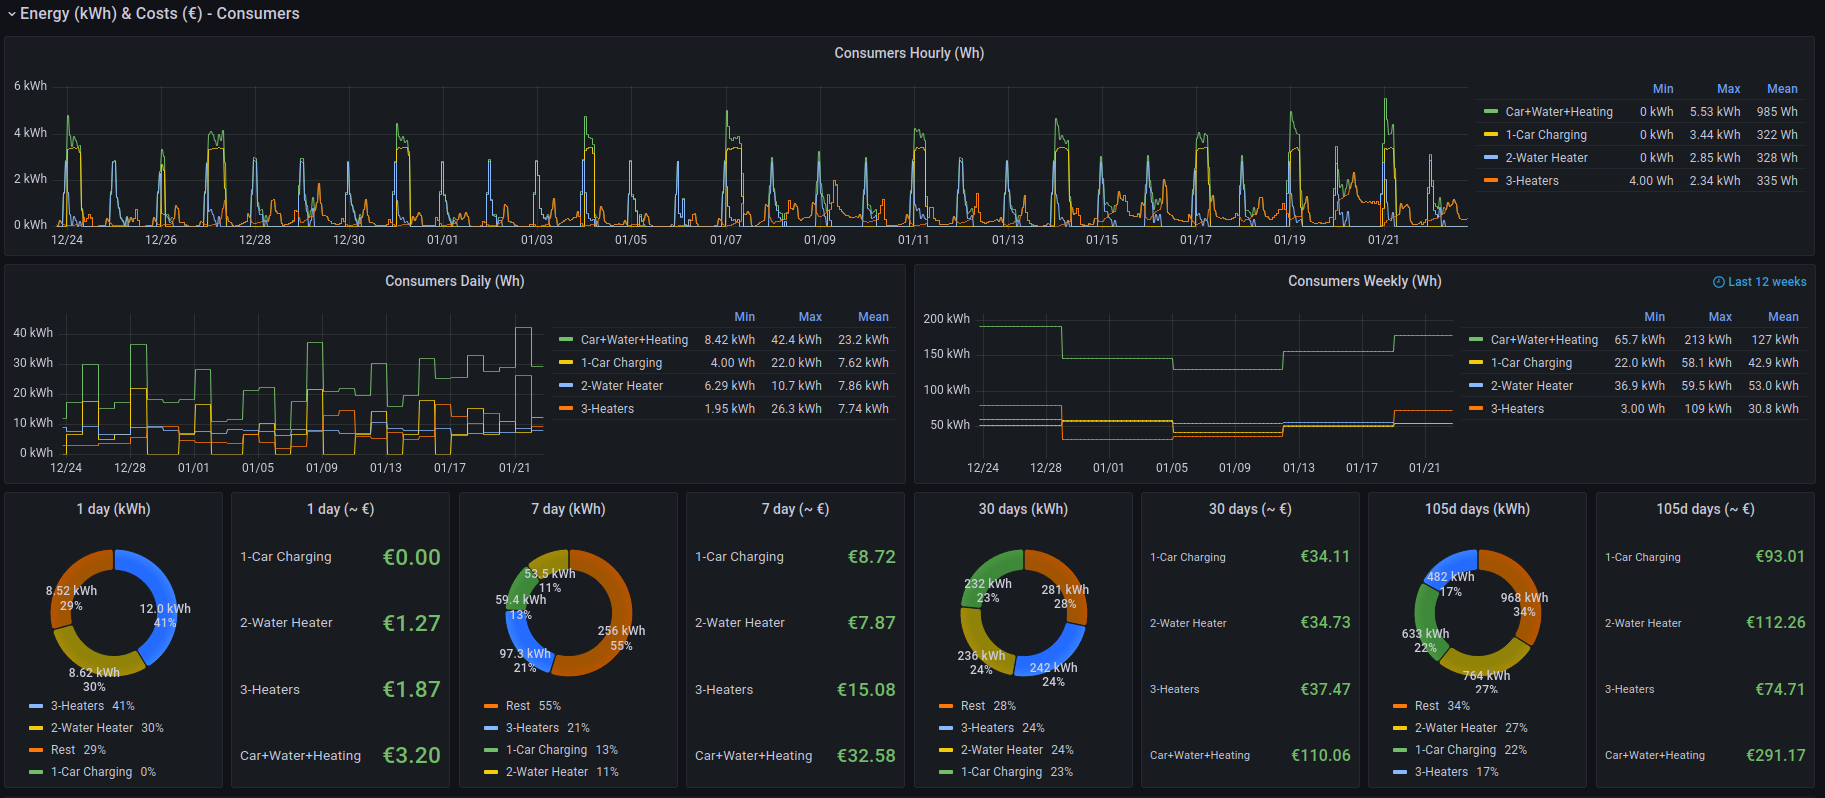 Energy (kWh) & Costs (€) - Consumers
Consumers Hourly (Wh)
6 kWh
4 kWh
2 kWh
0 kWh
12/24 12/26 12/28 12/30 01/01 01/03 01/05 01/07 01/09 01/11 01/13 01/15 01/17 01/19 01/21
Min Max Mean
Car+Water+Heating 0 kWh 5.53 kWh 985 Wh
1-Car Charging 0 kWh 3.44 kWh 322 Wh
2-Water Heater 0 kWh 2.85 kWh 328 Wh
3-Heaters 4.00 Wh 2.34 kWh 335 Wh
Consumers Daily (Wh)
40 kWh
30 kWh
20 kWh
10 kWh
0 kWh
12/24 12/28 01/01 01/05 01/09 01/13 01/17 01/21
Min Max Mean
Car+Water+Heating 8.42 kWh 42.4 kWh 23.2 kWh
1-Car Charging 4.00 Wh 22.0 kWh 7.62 kWh
2-Water Heater 6.29 kWh 10.7 kWh 7.86 kWh
3-Heaters 1.95 kWh 26.3 kWh 7.74 kWh
Consumers Weekly (Wh)
Last 12 weeks
200 kWh
150 kWh
100 kWh
50 kWh
12/24 12/28 01/01 01/05 01/09 01/13 01/17 01/21
Min Max Mean
Car+Water+Heating 65.7 kWh 213 kWh 127 kWh
1-Car Charging 22.0 kWh 58.1 kWh 42.9 kWh
2-Water Heater 36.9 kWh 59.5 kWh 53.0 kWh
3-Heaters 3.00 Wh 109 kWh 30.8 kWh
1 day (kWh)
8.52 kWh
29%
12.0 kWh
41%
8.62 kWh
30%
3-Heaters 41%
2-Water Heater 30%
Rest 29%
1-Car Charging 0%
1 day (~ €)
1-Car Charging €0.00
2-Water Heater €1.27
3-Heaters €1.87
Car+Water+Heating €3.20
7 day (kWh)
53.5 kWh
11%
59.4 kWh
13%
256 kWh
55%
97.3 kWh
21%
Rest 55%
3-Heaters 21%
1-Car Charging 13%
2-Water Heater 11%
7 day (~ €)
1-Car Charging €8.72
2-Water Heater €7.87
3-Heaters €15.08
Car+Water+Heating €32.58
30 days (kWh)
232 kWh
23%
281 kWh
28%
236 kWh
24%
242 kWh
24%
Rest 28%
3-Heaters 24%
2-Water Heater 24%
1-Car Charging 23%
30 days (~ €)
1-Car Charging €34.11
2-Water Heater €34.73
3-Heaters €37.47
Car+Water+Heating €110.06
105d days (kWh)
482 kWh
17%
968 kWh
34%
633 kWh
22%
764 kWh
27%
Rest 34%
2-Water Heater 27%
1-Car Charging 22%
3-Heaters 17%
105d days (~ €)
1-Car Charging €93.01
2-Water Heater €112.26
3-Heaters €74.71
Car+Water+Heating €291.17